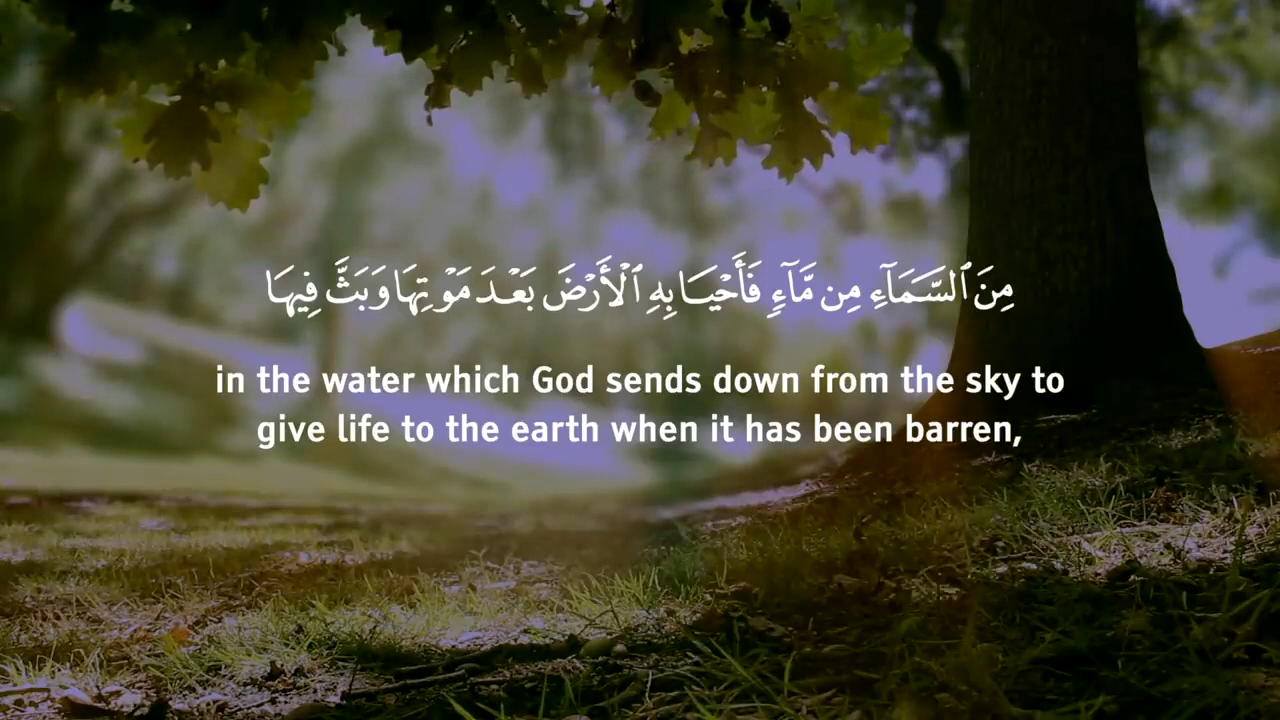 مِنَ ٱلسَّمَآءِ مِن مَّآءٍ فَأَحْيَا بِهِ ٱلْأَرْضَ بَعْدَ مَوْتِهَا وَبَثَّ فِيهَا
in the water which God sends down from the sky to
give life to the earth when it has been barren,